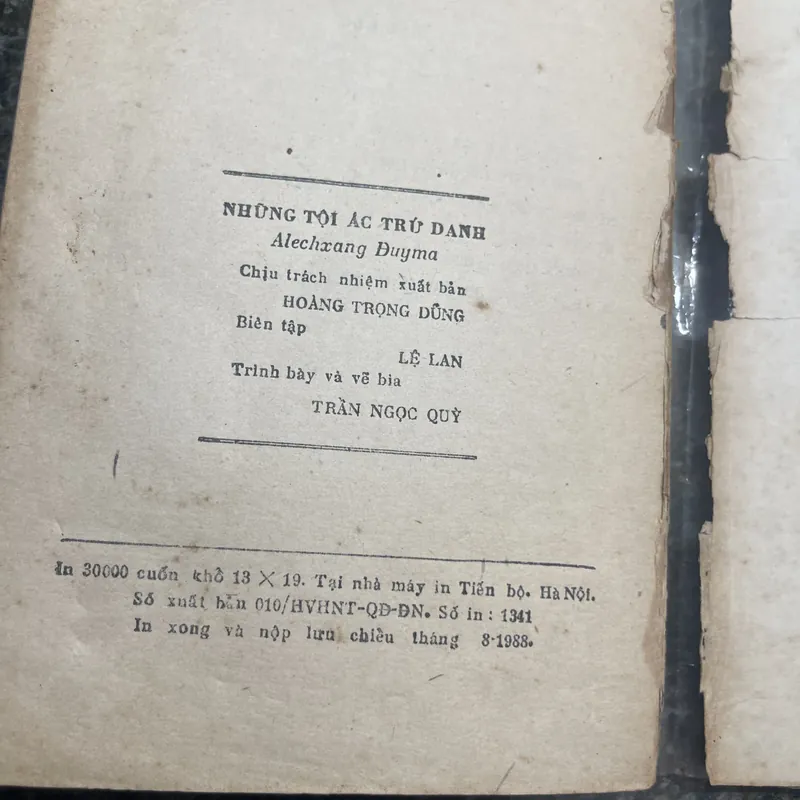 NHỮNG TỘI ÁC TRỨ DANH
Alechxang Đuyma
Chịu trách nhiệm xuất bản
HOÀNG TRỌNG DŨNG
Biên tập
LỆ LAN
Trình bày và vẽ bìa
TRẦN NGỌC QUỲ
In 30000 cuốn khổ 13 X 19. Tại nhà máy in Tiến bộ. Hà Nội.
Số xuất bản 010/HVHNT-QĐ-ĐN. Số in : 1341
In xong và nộp lưu chiểu tháng 8-1988.